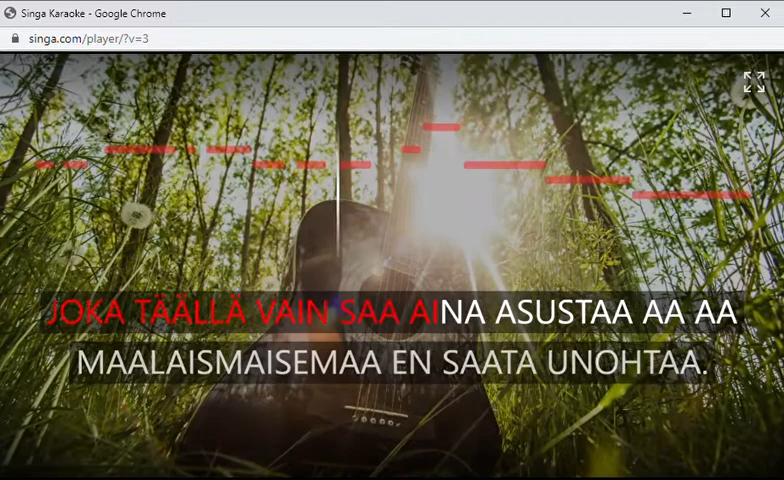 Singa Karaoke - Google Chrome
singa.com/player/?v=3
JOKA TÄÄLLÄ VAIN SAA AINA ASUSTAA AA AA
MAALAISMAISEMAA EN SAATA UNOHTAA.